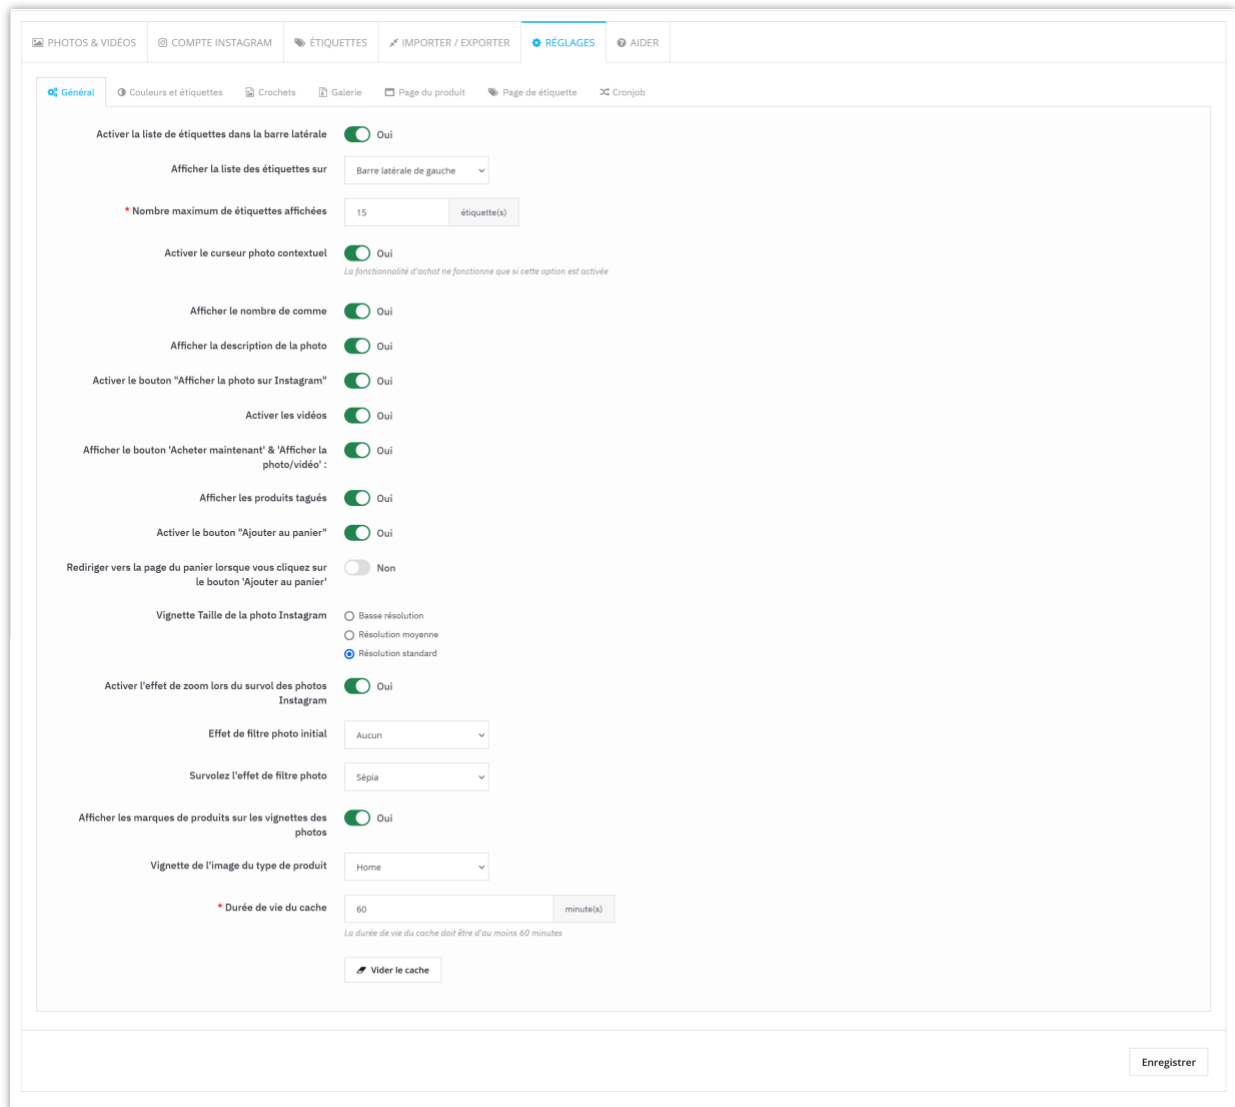 PHOTOS & VIDÉOS
COMPTE INSTAGRAM
ÉTIQUETTES
IMPORTER / EXPORTER
RÉGLAGES
AIDER
Général
Couleurs et étiquettes
Crochets
Galerie
Page du produit
Page de étiquette
Cronjob
Activer la liste de étiquettes dans la barre latérale
Oui
Afficher la liste des étiquettes sur
Barre latérale de gauche
* Nombre maximum de étiquettes affichées
15
étiquette(s)
Activer le curseur photo contextuel
Oui
La fonctionnalité d'achat ne fonctionne que si cette option est activée
Afficher le nombre de comme
Oui
Afficher la description de la photo
Oui
Activer le bouton "Afficher la photo sur Instagram"
Oui
Activer les vidéos
Oui
Afficher le bouton 'Acheter maintenant' & 'Afficher la
photo/vidéo' :
Oui
Afficher les produits tagués
Oui
Activer le bouton "Ajouter au panier"
Oui
Rediriger vers la page du panier lorsque vous cliquez sur
le bouton 'Ajouter au panier'
Non
Vignette Taille de la photo Instagram
Basse résolution
Résolution moyenne
Résolution standard
Activer l'effet de zoom lors du survol des photos
Instagram
Oui
Effet de filtre photo initial
Aucun
Survolez l'effet de filtre photo
Sépia
Afficher les marques de produits sur les vignettes des
photos
Oui
Vignette de l'image du type de produit
Home
* Durée de vie du cache
60
minute(s)
La durée de vie du cache doit être d'au moins 60 minutes
Vider le cache
Enregistrer